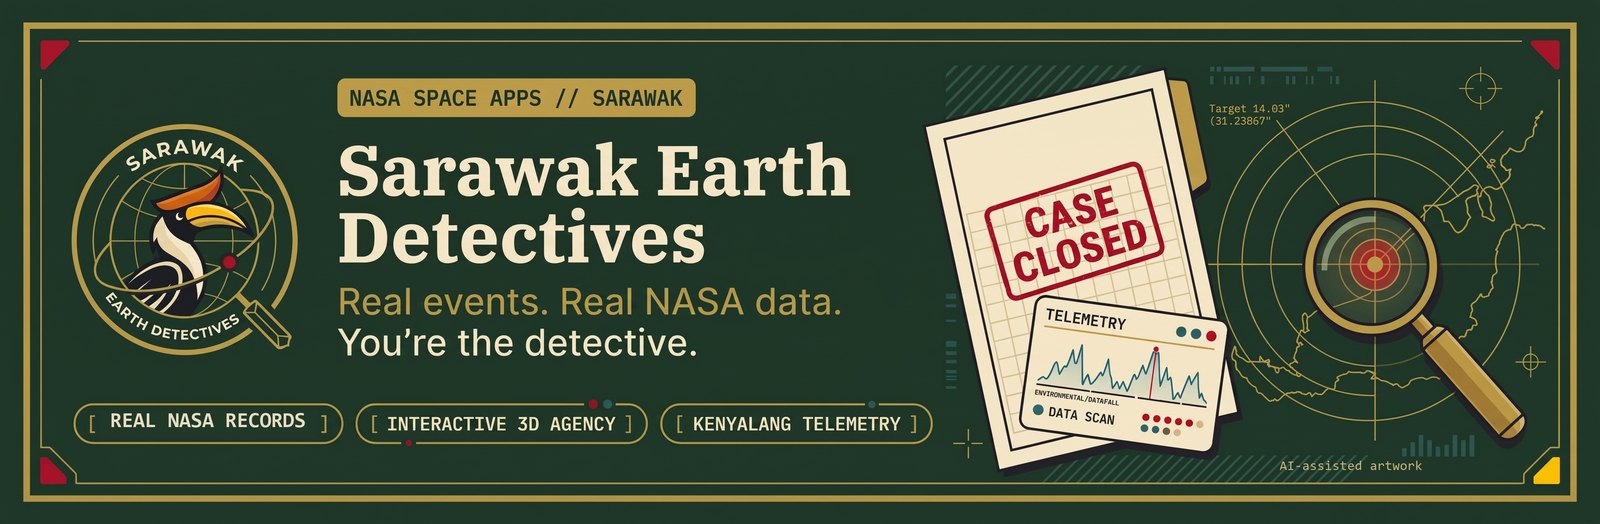 SARAWAK
EARTH DETECTIVES
NASA SPACE APPS // SARAWAK
Sarawak Earth
Detectives
Real events. Real NASA data.
You're the detective.
[ REAL NASA RECORDS ]
[ INTERACTIVE 3D AGENCY ]
[ KENYALANG TELEMETRY ]
CASE
CLOSED
TELEMETRY
ENVIRONMENTAL/DATAFALL
DATA SCAN
Target 14.03"
(31.23867"
AI-assisted artwork